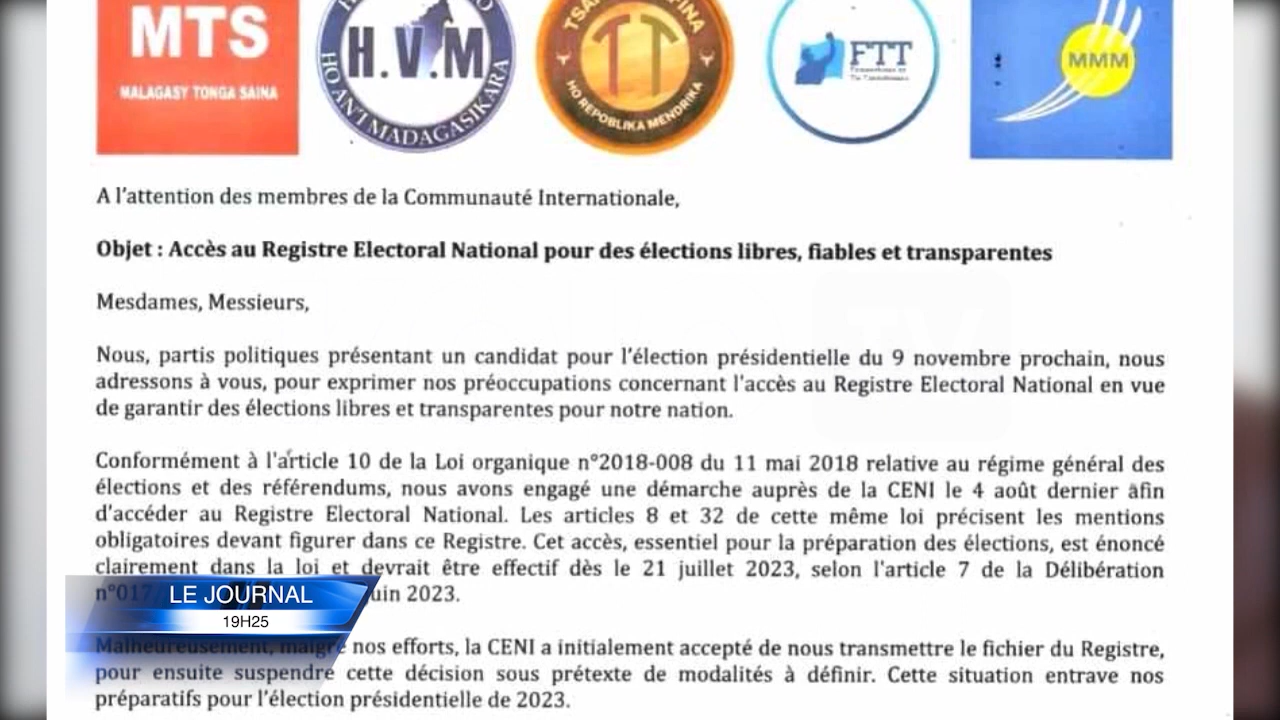 MTS
MALAGASY TONGA SAINA
H.V.M
HO AN'I MADAGASIKARA
HO REPOBLIKA MENDRIKA
FTT
MMM
A l'attention des membres de la Communauté Internationale,
Objet : Accès au Registre Electoral National pour des élections libres, fiables et transparentes
Mesdames, Messieurs,
Nous, partis politiques présentant un candidat pour l'élection présidentielle du 9 novembre prochain, nous
adressons à vous, pour exprimer nos préoccupations concernant l'accès au Registre Electoral National en vue
de garantir des élections libres et transparentes pour notre nation.
Conformément à l'article 10 de la Loi organique n°2018-008 du 11 mai 2018 relative au régime général des
élections et des référendums, nous avons engagé une démarche auprès de la CENI le 4 août dernier afin
d'accéder au Registre Electoral National. Les articles 8 et 32 de cette même loi précisent les mentions
obligatoires devant figurer dans ce Registre. Cet accès, essentiel pour la préparation des élections, est énoncé
clairement dans la loi et devrait être effectif dès le 21 juillet 2023, selon l'article 7 de la Délibération
n°017 juin 2023.
LE JOURNAL
19H25
Malheureusement, malgré nos efforts, la CENI a initialement accepté de nous transmettre le fichier du Registre,
pour ensuite suspendre cette décision sous prétexte de modalités à définir. Cette situation entrave nos
préparatifs pour l'élection présidentielle de 2023.